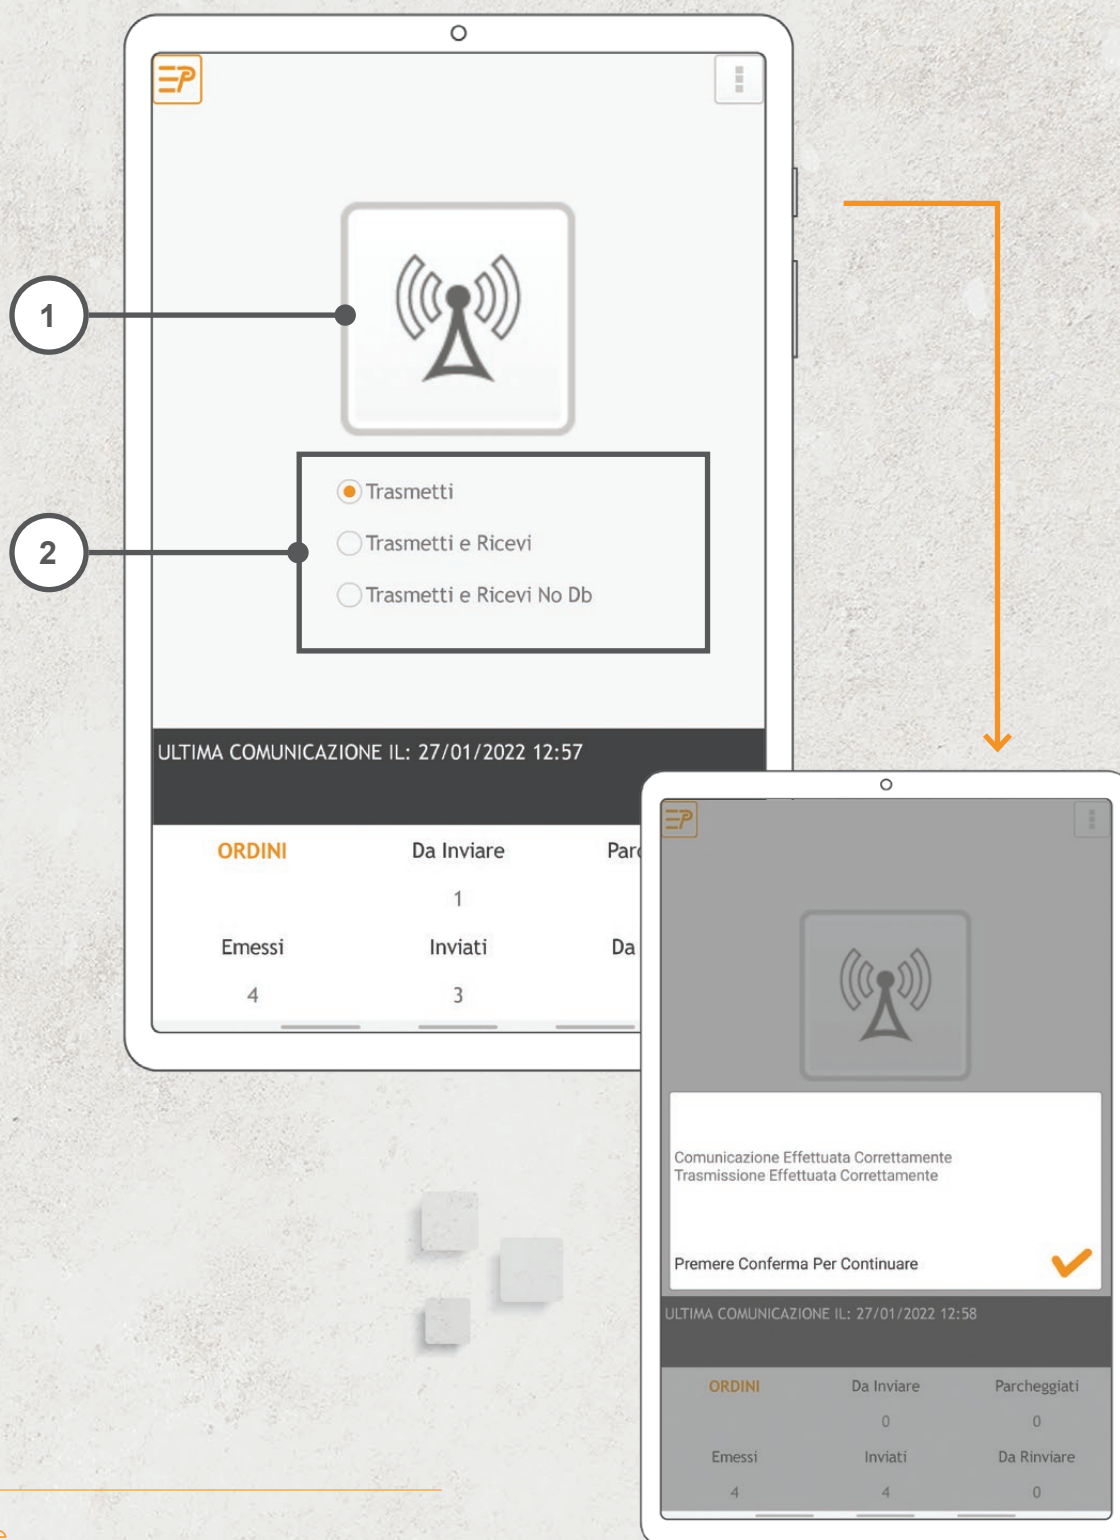 1
2
Trasmetti
Trasmetti e Ricevi
Trasmetti e Ricevi No Db
ULTIMA COMUNICAZIONE IL: 27/01/2022 12:57
ORDINI Da Inviare
1
Emessi Inviati Da
4 3
Comunicazione Effettuata Correttamente
Trasmissione Effettuata Correttamente
Premere Conferma Per Continuare
ULTIMA COMUNICAZIONE IL: 27/01/2022 12:58
ORDINI Da Inviare Parcheggiati
0 0
Emessi Inviati Da Rinviare
4 4 0